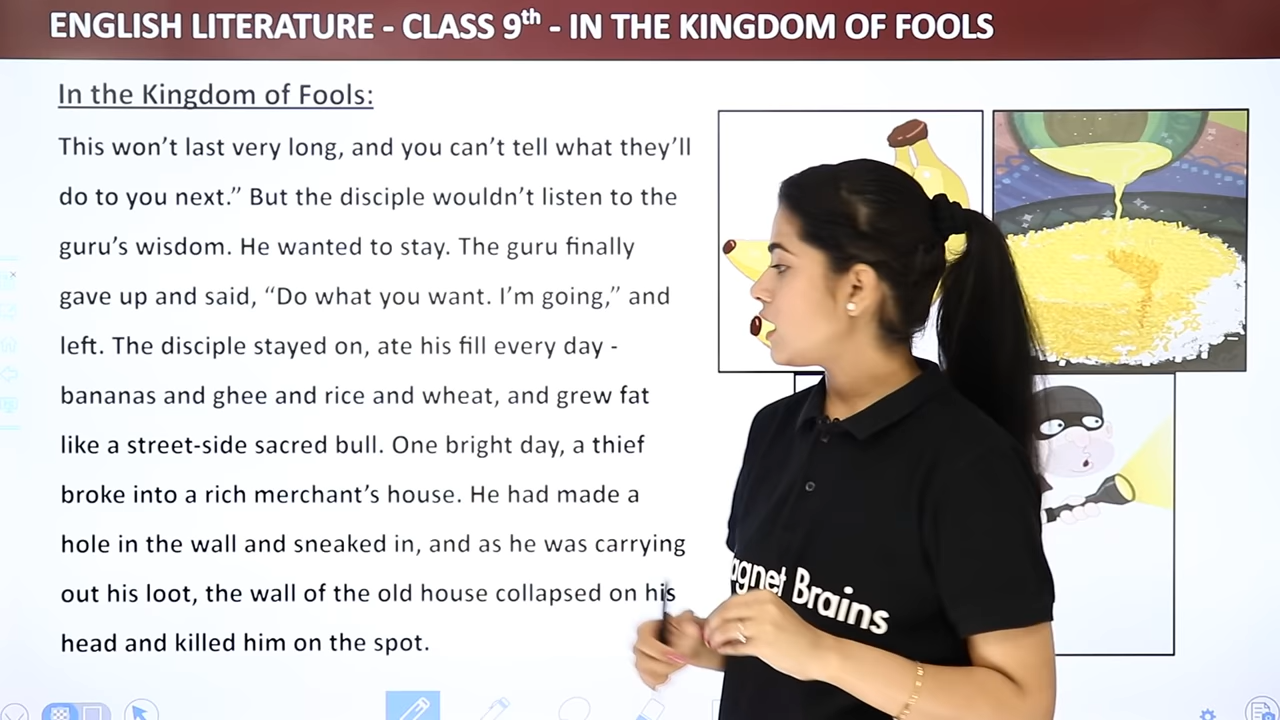 ENGLISH LITERATURE - CLASS 9th - IN THE KINGDOM OF FOOLS
In the Kingdom of Fools:
This won’t last very long, and you can’t tell what they’ll
do to you next.” But the disciple wouldn’t listen to the
guru’s wisdom. He wanted to stay. The guru finally
gave up and said, “Do what you want. I’m going,” and
left. The disciple stayed on, ate his fill every day -
bananas and ghee and rice and wheat, and grew fat
like a street-side sacred bull. One bright day, a thief
broke into a rich merchant’s house. He had made a
hole in the wall and sneaked in, and as he was carrying
out his loot, the wall of the old house collapsed on his
head and killed him on the spot.
agnet Brains